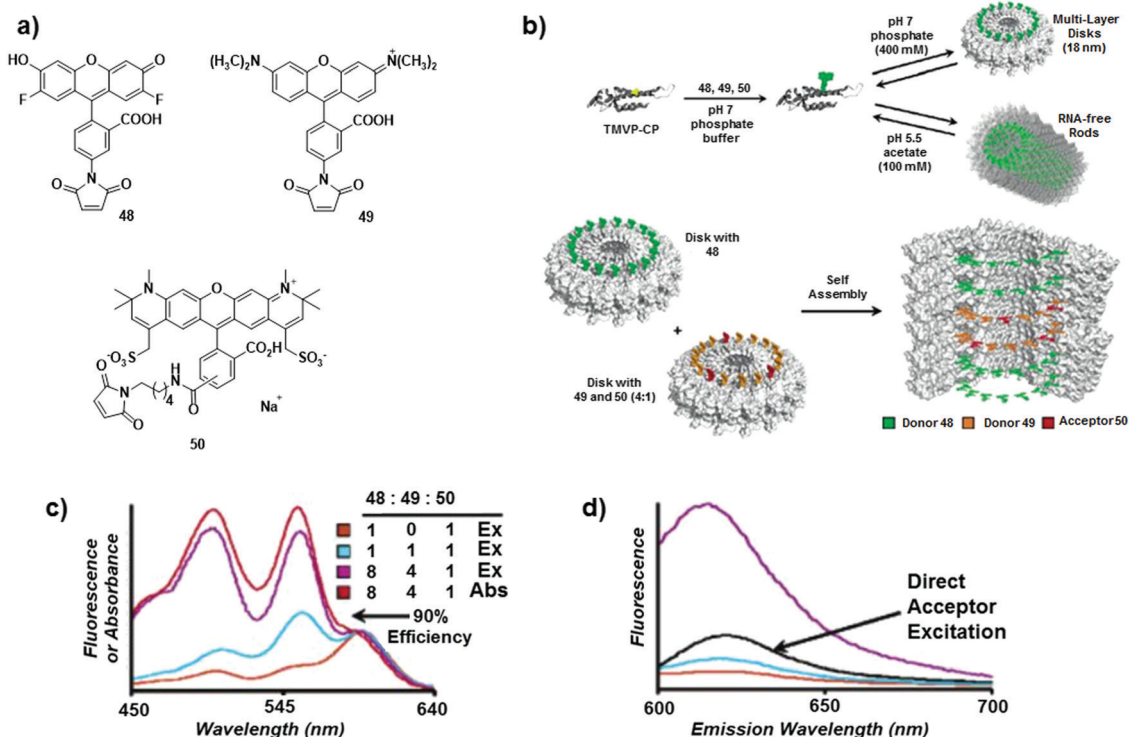 a)
HO
O
O
F
F
COOH
O
N
O
48
(H3C)2N
O
+
N(CH3)2
COOH
O
N
O
49
N
O
+
N
-O3S
CO2H
SO3-
O
N
O
( )4
HN
O
Na+
50
b)
TMVP-CP
48, 49, 50
pH 7
phosphate
buffer
pH 7
phosphate
(400 mM)
Multi-Layer
Disks
(18 nm)
pH 5.5
acetate
(100 mM)
RNA-free
Rods
Disk with
48
+
Disk with
49 and 50 (4:1)
Self
Assembly
Donor 48 Donor 49 Acceptor 50
c)
Fluorescence
or Absorbance
48 : 49 : 50
1 0 1 Ex
1 1 1 Ex
8 4 1 Ex
8 4 1 Abs
90%
Efficiency
450 545 640
Wavelength (nm)
d)
Fluorescence
Direct
Acceptor
Excitation
600 650 700
Emission Wavelength (nm)